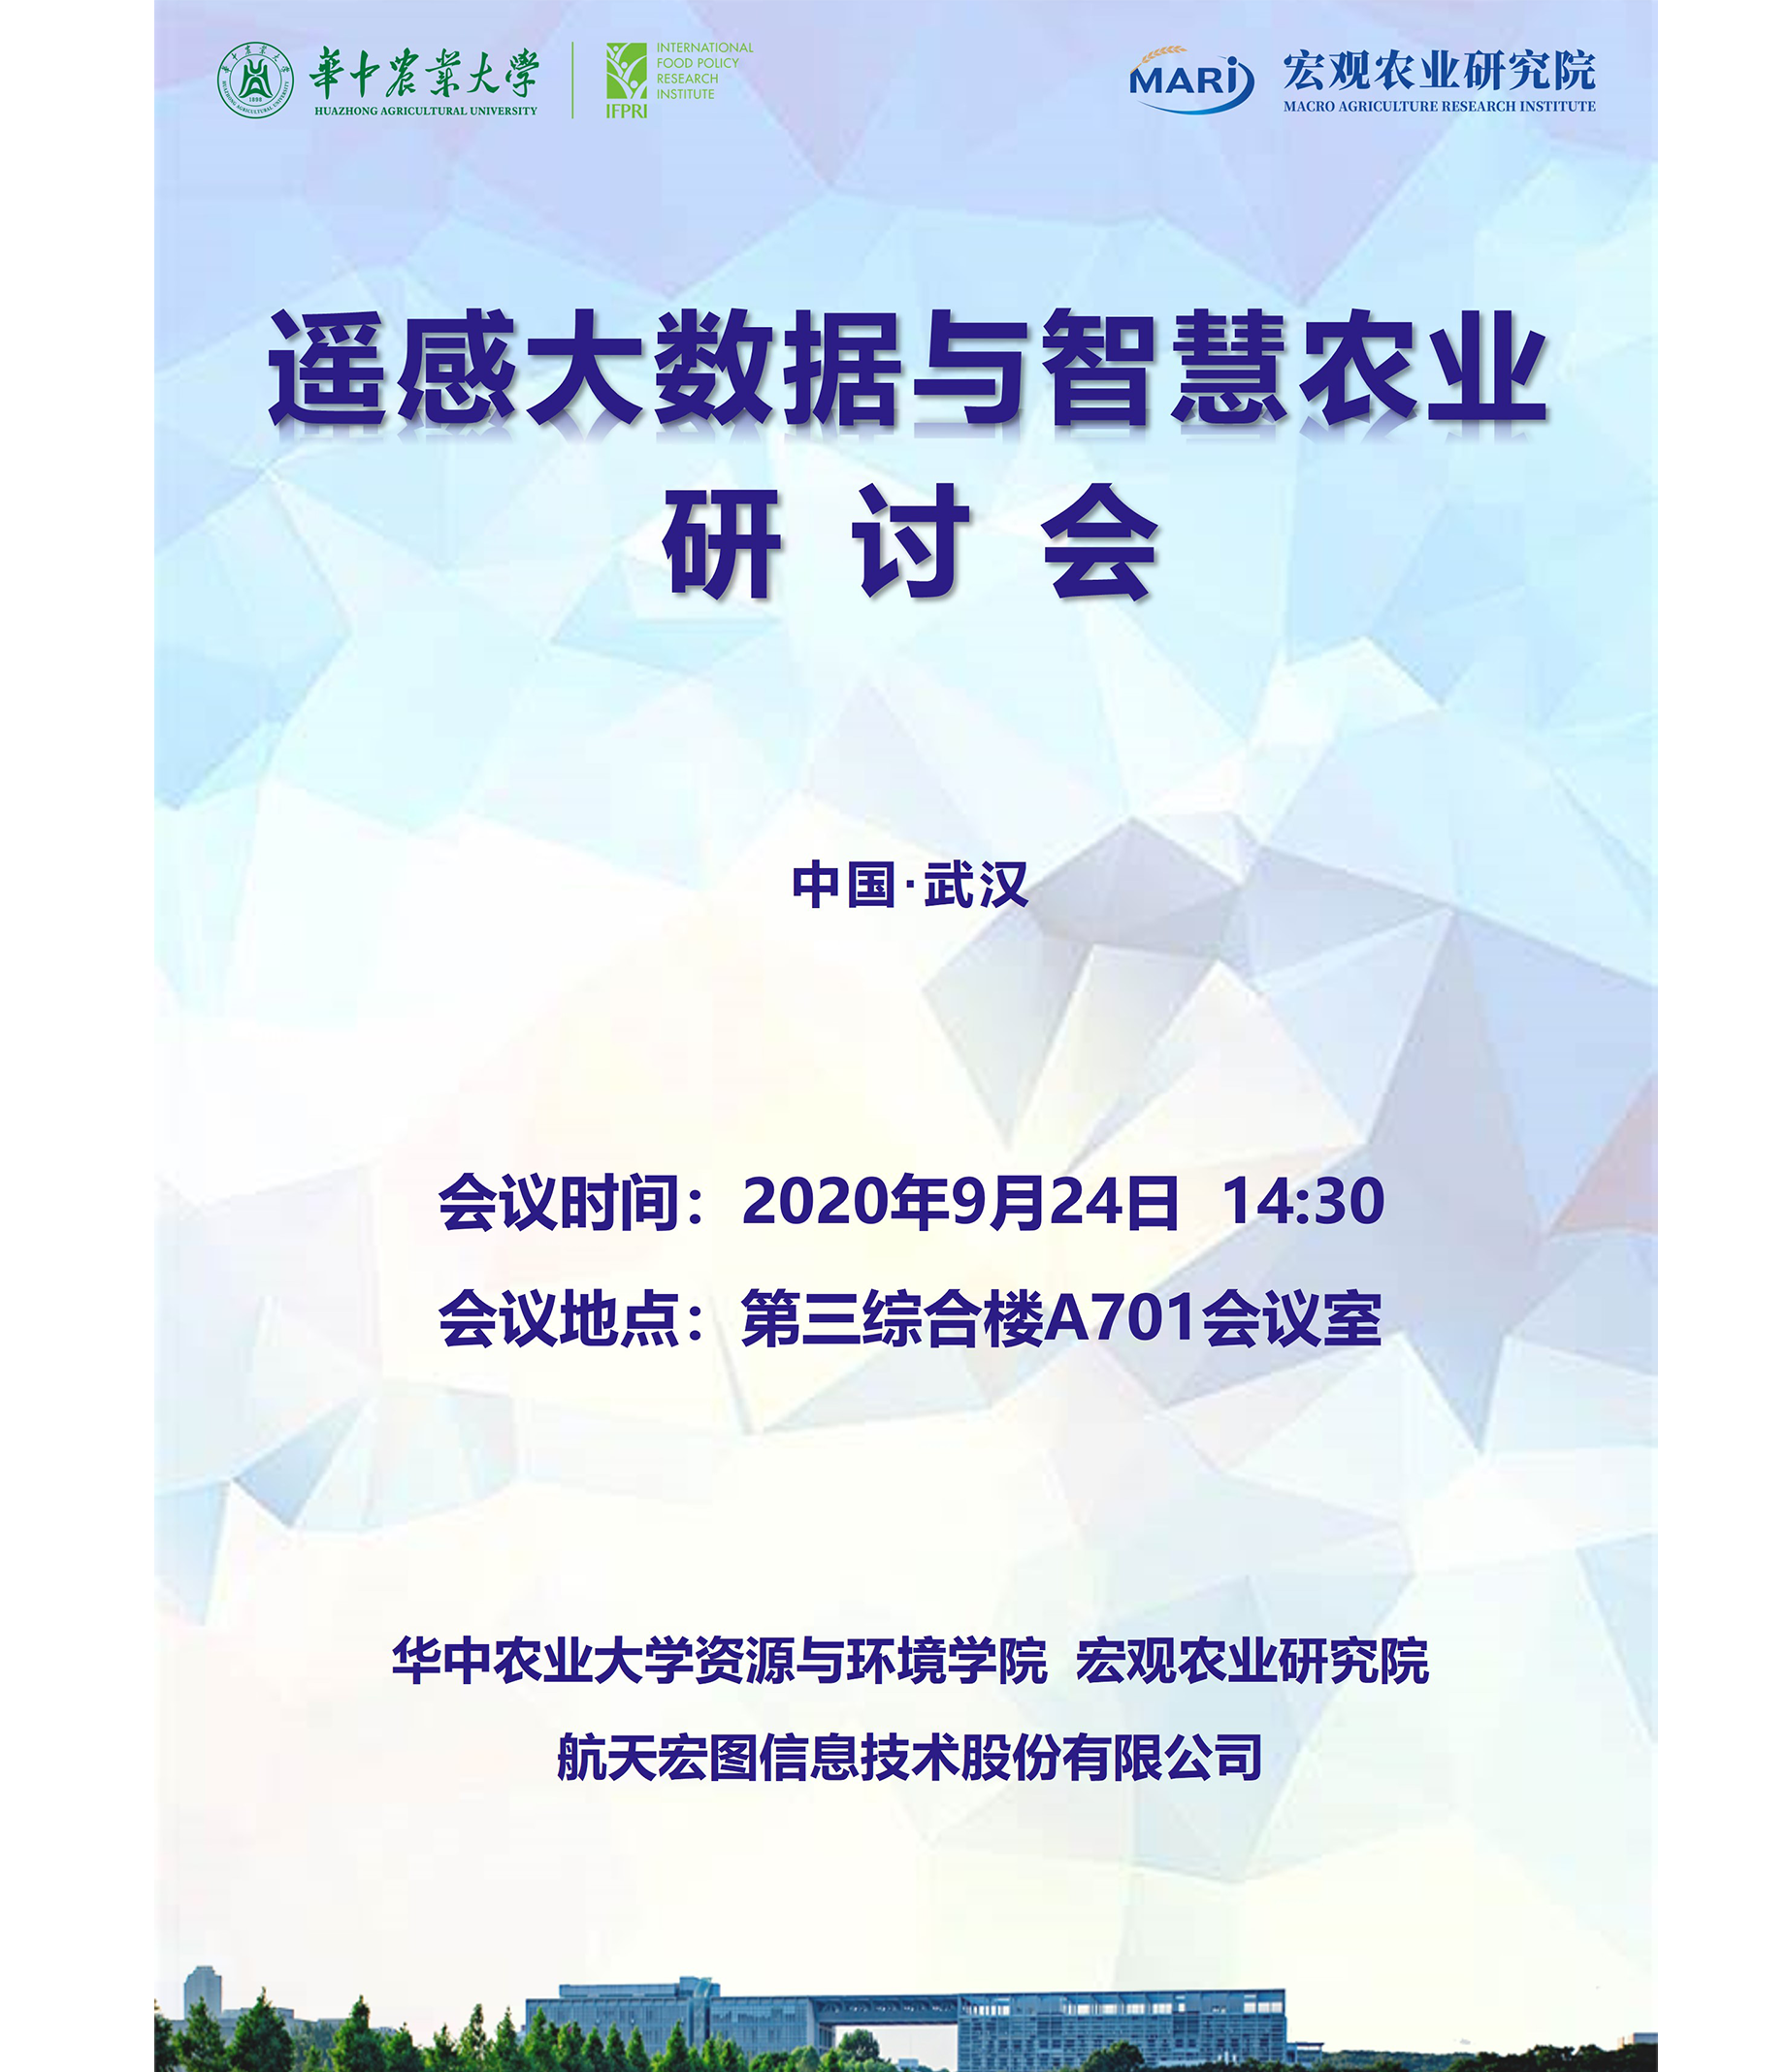 華中農業大学
HUAZHONG AGRICULTURAL UNIVERSITY
INTERNATIONAL
FOOD POLICY
RESEARCH
INSTITUTE
IFPRI
MARI
宏观农业研究院
MACRO AGRICULTURE RESEARCH INSTITUTE
遥感大数据与智慧农业
研 讨 会
中国·武汉
会议时间：2020年9月24日 14:30
会议地点：第三综合楼A701会议室
华中农业大学资源与环境学院 宏观农业研究院
航天宏图信息技术股份有限公司